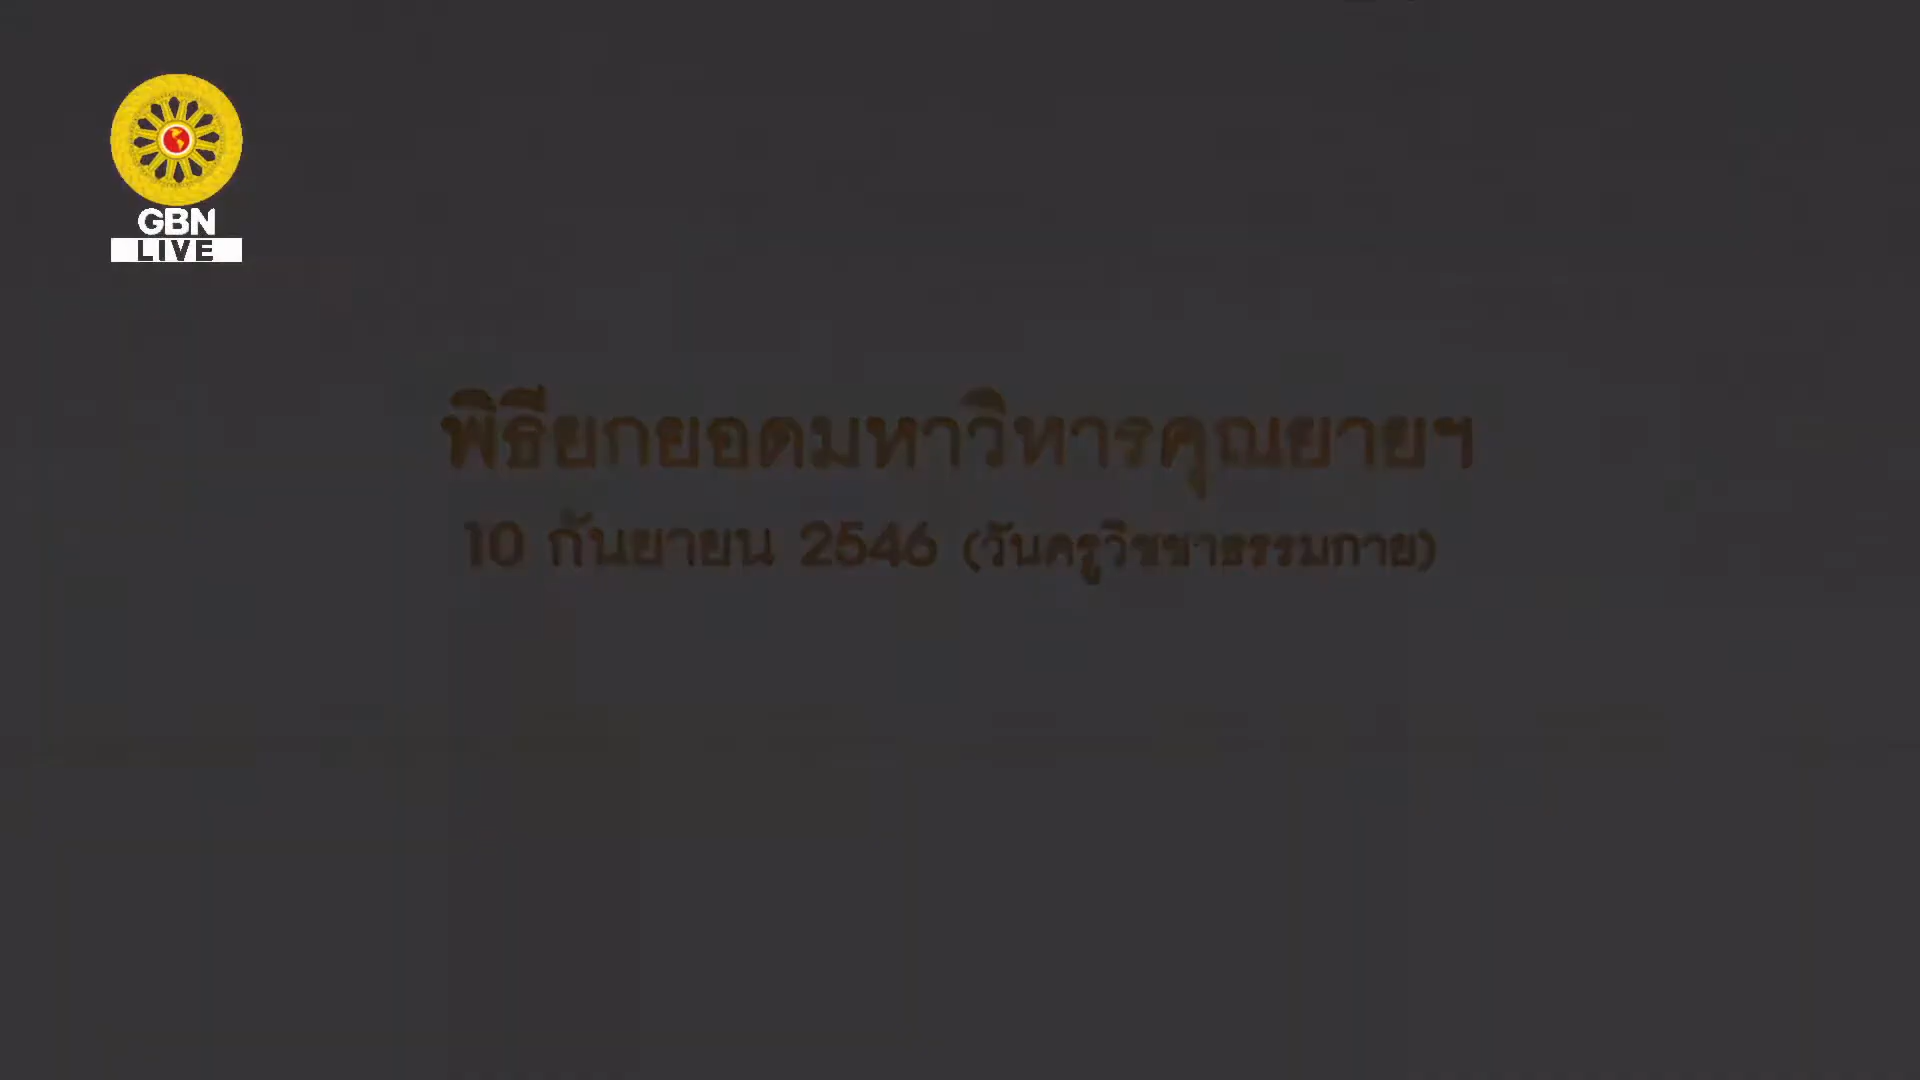 GBN
LIVE
พิธียกยอดมหาวิหารคุณยายฯ
10 กันยายน 2546 (วันครูวิชชาธรรมกาย)